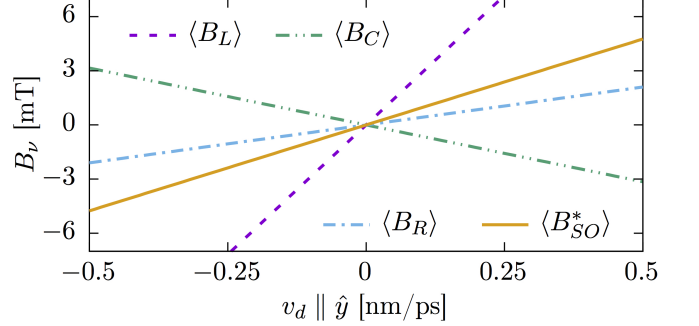 6
⟨B_L⟩ ⟨B_C⟩
3
0
−3
−6
B_ν [mT]
⟨B_R⟩ ⟨B*_SO⟩
−0.5 −0.25 0 0.25 0.5
v_d ∥ ŷ [nm/ps]